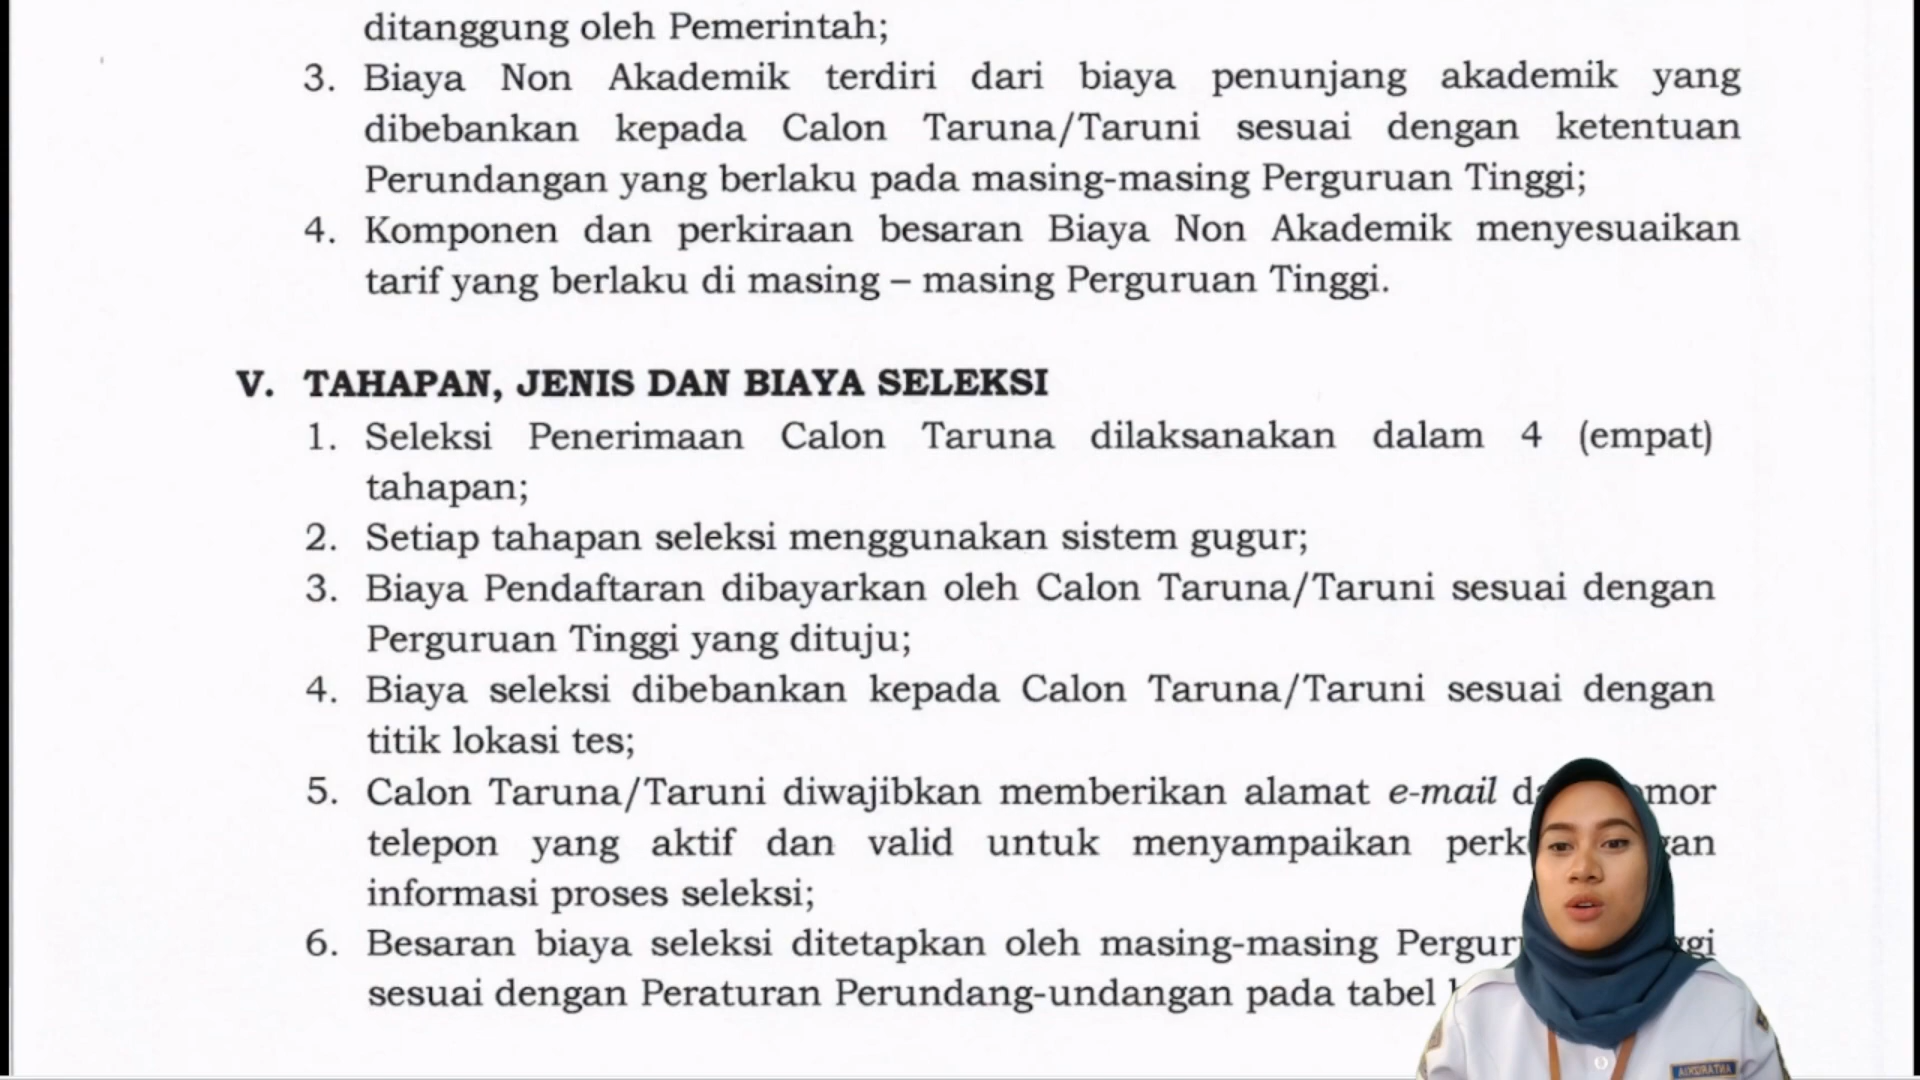 ditanggung oleh Pemerintah;
3. Biaya Non Akademik terdiri dari biaya penunjang akademik yang
dibebankan kepada Calon Taruna/Taruni sesuai dengan ketentuan
Perundangan yang berlaku pada masing-masing Perguruan Tinggi;
4. Komponen dan perkiraan besaran Biaya Non Akademik menyesuaikan
tarif yang berlaku di masing – masing Perguruan Tinggi.
V. TAHAPAN, JENIS DAN BIAYA SELEKSI
1. Seleksi Penerimaan Calon Taruna dilaksanakan dalam 4 (empat)
tahapan;
2. Setiap tahapan seleksi menggunakan sistem gugur;
3. Biaya Pendaftaran dibayarkan oleh Calon Taruna/Taruni sesuai dengan
Perguruan Tinggi yang dituju;
4. Biaya seleksi dibebankan kepada Calon Taruna/Taruni sesuai dengan
titik lokasi tes;
5. Calon Taruna/Taruni diwajibkan memberikan alamat e-mail
telepon yang aktif dan valid untuk menyampaikan
informasi proses seleksi;
6. Besaran biaya seleksi ditetapkan oleh masing-masing
sesuai dengan Peraturan Perundang-undangan pada tabel